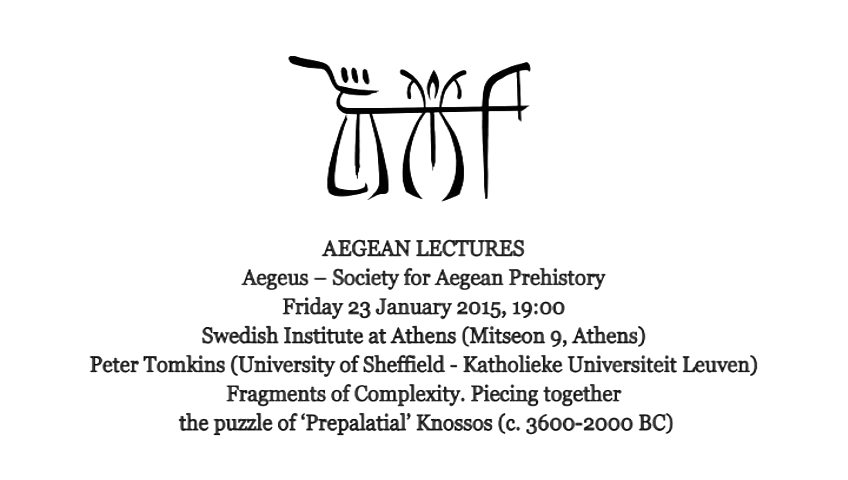 AEGEAN LECTURES
Aegeus – Society for Aegean Prehistory
Friday 23 January 2015, 19:00
Swedish Institute at Athens (Mitseon 9, Athens)
Peter Tomkins (University of Sheffield - Katholieke Universiteit Leuven)
Fragments of Complexity. Piecing together
the puzzle of ‘Prepalatial’ Knossos (c. 3600-2000 BC)